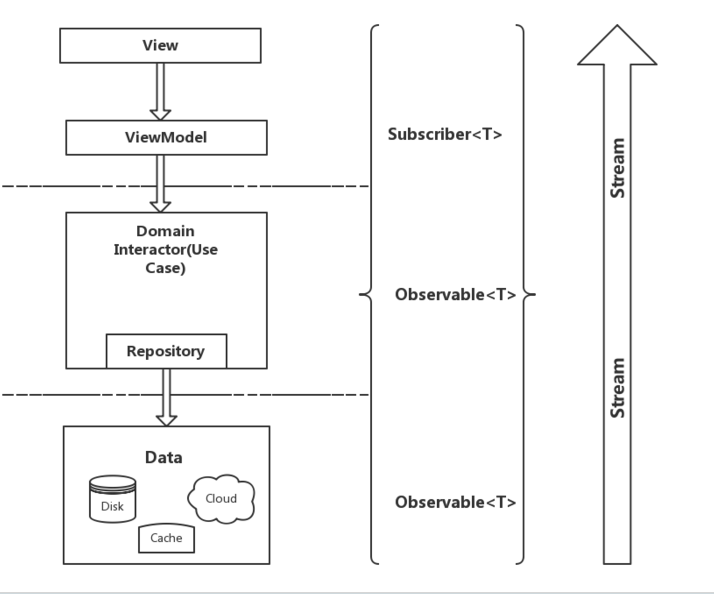 View
ViewModel
Subscriber<T>
Stream
Domain
Interactor(Use
Case)
Observable<T>
Repository
Stream
Data
Disk
Cloud
Cache
Observable<T>